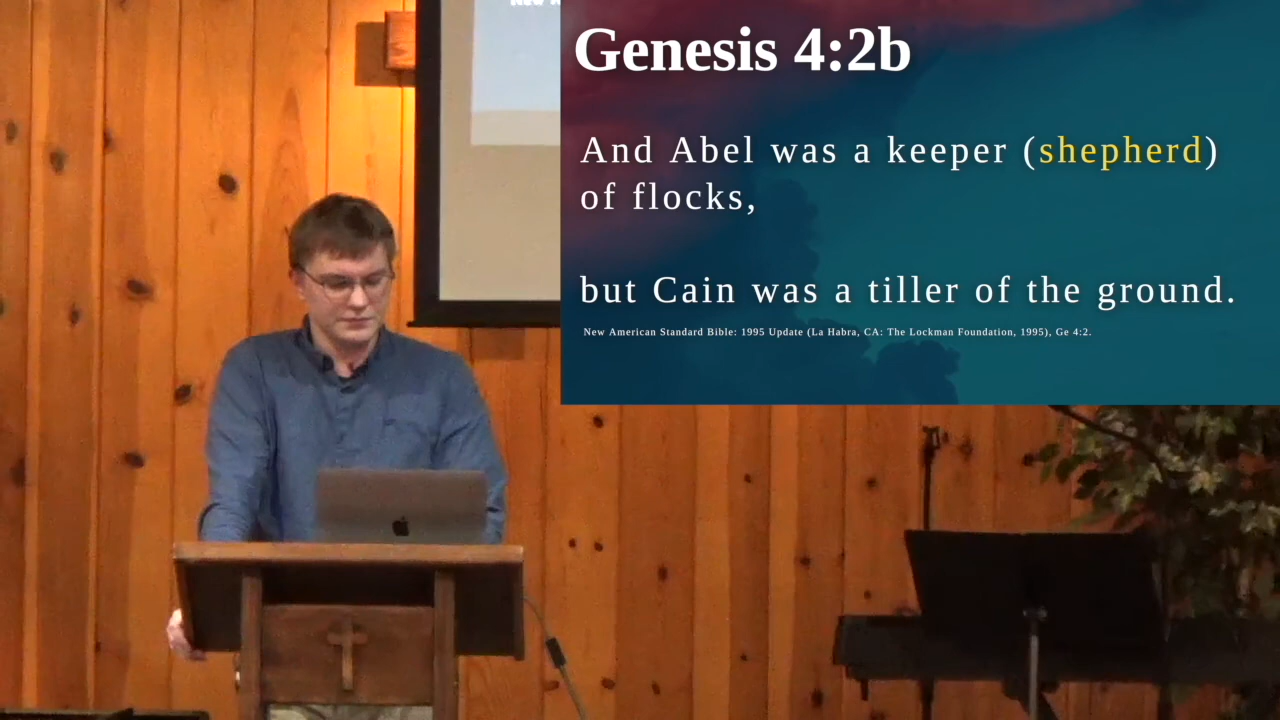 Genesis 4:2b
And Abel was a keeper (shepherd)
of flocks,
but Cain was a tiller of the ground.
New American Standard Bible: 1995 Update (La Habra, CA: The Lockman Foundation, 1995), Ge 4:2.